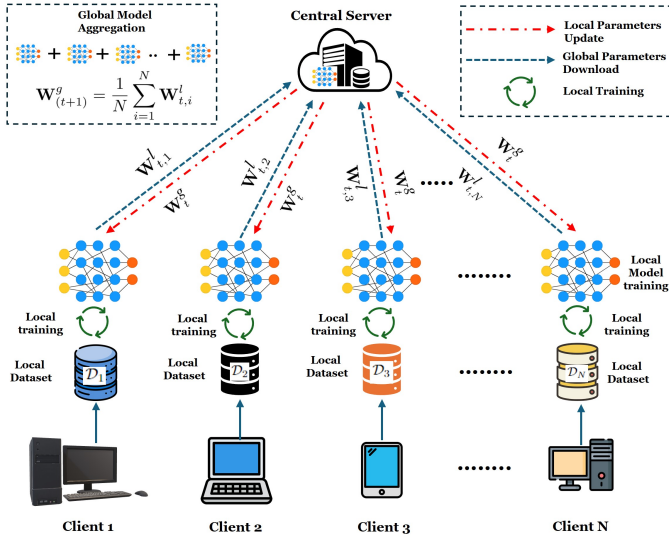 Global Model
Aggregation
+ + + ·· +
W^g_{(t+1)} = \frac{1}{N} \sum_{i=1}^{N} W^l_{t,i}
Central Server
Local Parameters
Update
Global Parameters
Download
Local Training
W^l_{t,1}
W^g_t
W^l_{t,2}
W^g_t
W^l_{t,3}
W^g_t
......
W^l_{t,N}
W^g_t
Local
Model
training
Local
training
Local
training
Local
training
Local
training
Local
Dataset
D_1
Local
Dataset
D_2
Local
Dataset
D_3
D_N
Local
Dataset
Client 1
Client 2
Client 3
Client N